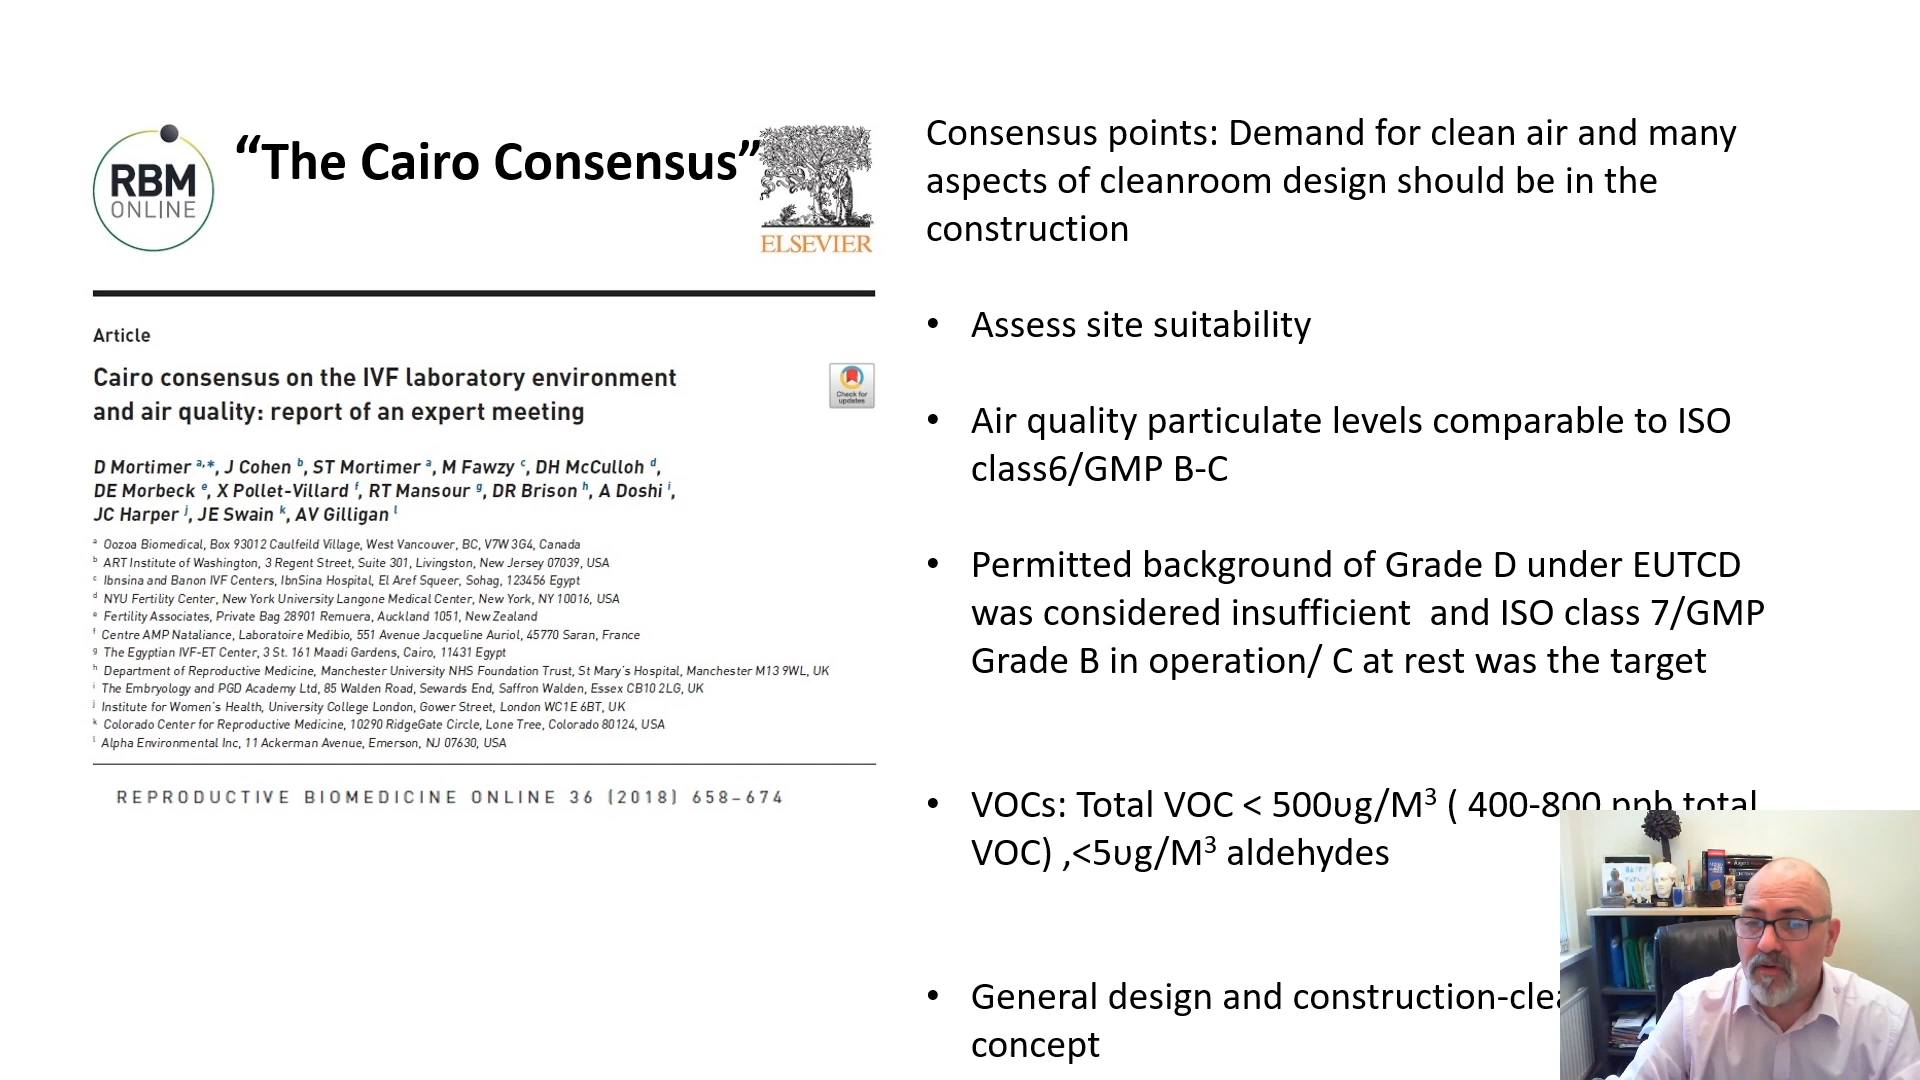 RBM
ONLINE
“The Cairo Consensus”
ELSEVIER
Article
Cairo consensus on the IVF laboratory environment
and air quality: report of an expert meeting
Check for
updates
D Mortimer a,*, J Cohen b, ST Mortimer a, M Fawzy c, DH McCulloh d,
DE Morbeck e, X Pollet-Villard f, RT Mansour g, DR Brison h, A Doshi i,
JC Harper j, JE Swain k, AV Gilligan l
a Oozoa Biomedical, Box 93012 Caulfeild Village, West Vancouver, BC, V7W 3G4, Canada
b ART Institute of Washington, 3 Regent Street, Suite 301, Livingston, New Jersey 07039, USA
c Ibnsina and Banon IVF Centers, IbnSina Hospital, El Aref Squeer, Sohag, 123456 Egypt
d NYU Fertility Center, New York University Langone Medical Center, New York, NY 10016, USA
e Fertility Associates, Private Bag 28901 Remuera, Auckland 1051, New Zealand
f Centre AMP Nataliance, Laboratoire Medibio, 551 Avenue Jacqueline Auriol, 45770 Saran, France
g The Egyptian IVF-ET Center, 3 St. 161 Maadi Gardens, Cairo, 11431 Egypt
h Department of Reproductive Medicine, Manchester University NHS Foundation Trust, St Mary's Hospital, Manchester M13 9WL, UK
i The Embryology and PGD Academy Ltd, 85 Walden Road, Sewards End, Saffron Walden, Essex CB10 2LG, UK
j Institute for Women's Health, University College London, Gower Street, London WC1E 6BT, UK
k Colorado Center for Reproductive Medicine, 10290 RidgeGate Circle, Lone Tree, Colorado 80124, USA
l Alpha Environmental Inc, 11 Ackerman Avenue, Emerson, NJ 07630, USA
REPRODUCTIVE BIOMEDICINE ONLINE 36 (2018) 658–674
Consensus points: Demand for clean air and many
aspects of cleanroom design should be in the
construction
• Assess site suitability
• Air quality particulate levels comparable to ISO
class6/GMP B-C
• Permitted background of Grade D under EUTCD
was considered insufficient and ISO class 7/GMP
Grade B in operation/ C at rest was the target
• VOCs: Total VOC < 500ug/M³ ( 400-800 ppb total
VOC) ,<5ug/M³ aldehydes
• General design and construction-clea
concept